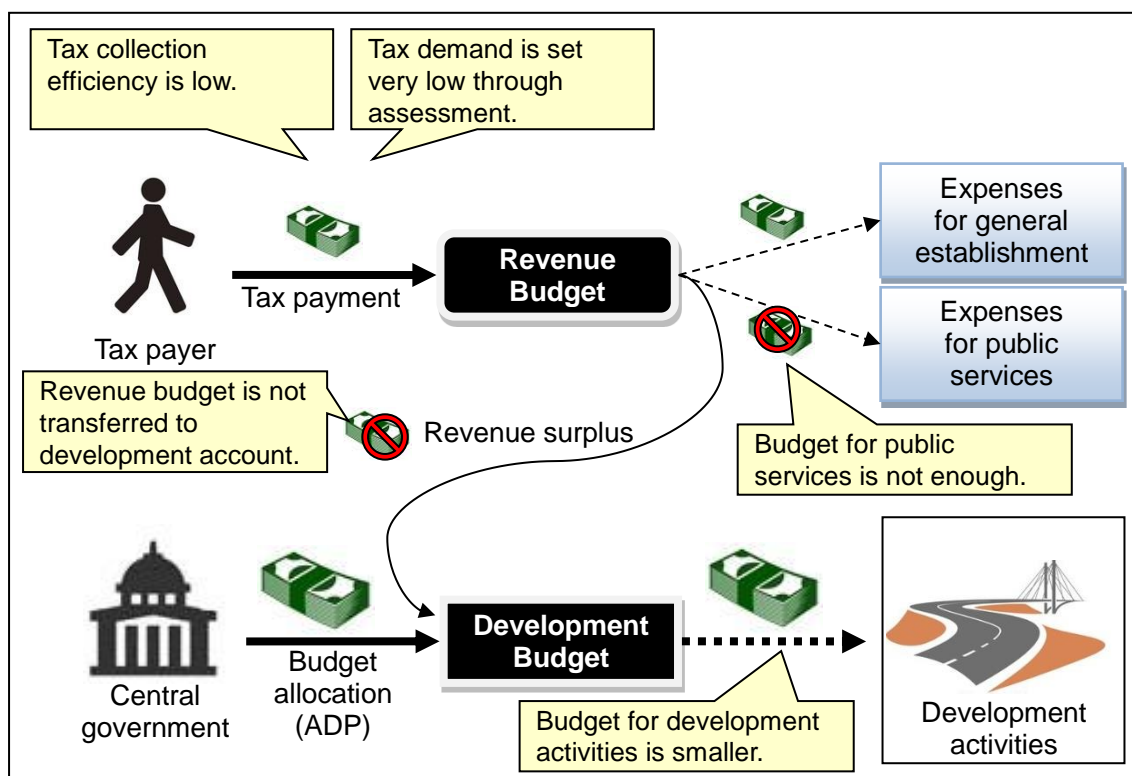 Tax collection
efficiency is low.
Tax demand is set
very low through
assessment.
Expenses
for general
establishment
Revenue
Budget
Tax payment
Tax payer
Expenses
for public
services
Revenue budget is not
transferred to
development account.
Revenue surplus
Budget for public
services is not enough.
Development
Budget
Budget
allocation
(ADP)
Central
government
Budget for development
activities is smaller.
Development
activities